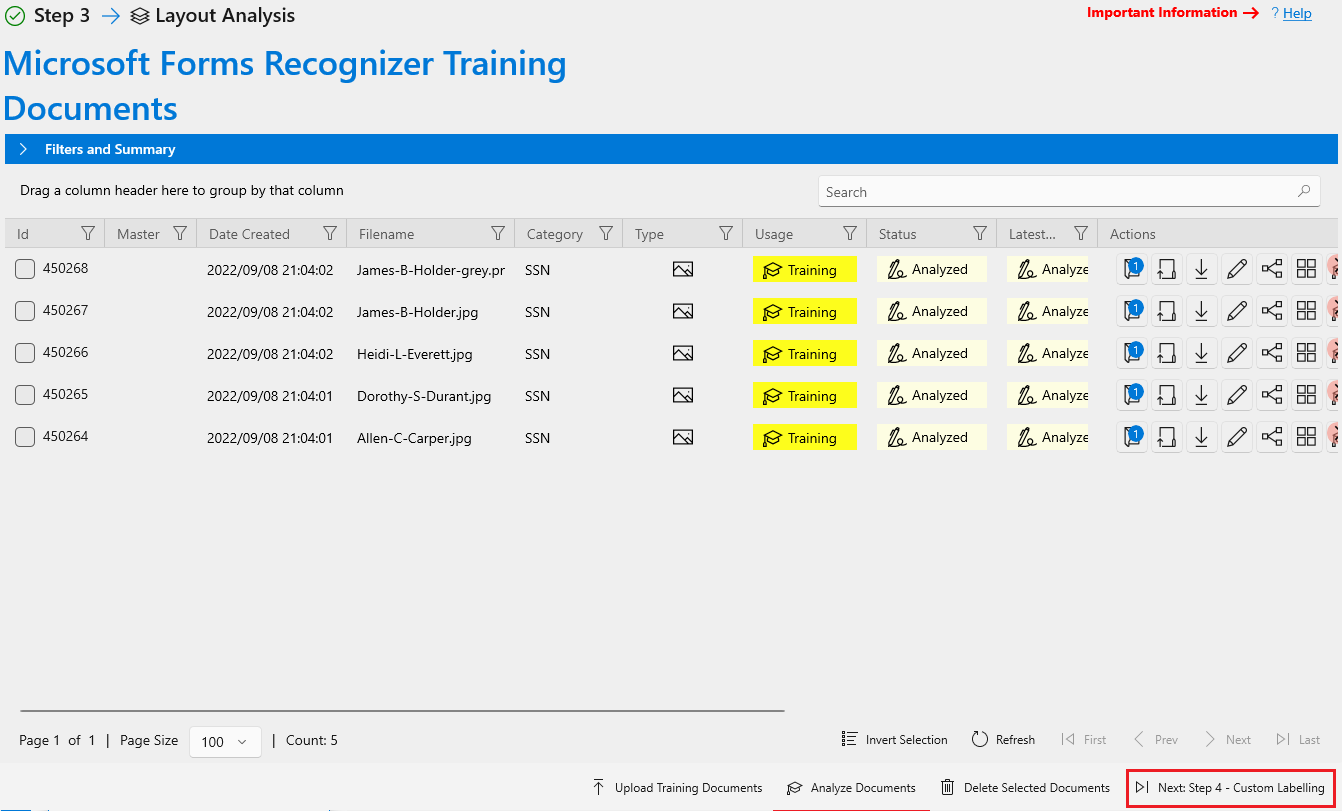 Step 3 Layout Analysis
Important Information ? Help
Microsoft Forms Recognizer Training
Documents
Filters and Summary
Drag a column header here to group by that column
Search
Id Master Date Created Filename Category Type Usage Status Latest... Actions
450268 2022/09/08 21:04:02 James-B-Holder-grey.pr SSN Training Analyzed Analyze 1
450267 2022/09/08 21:04:02 James-B-Holder.jpg SSN Training Analyzed Analyze 1
450266 2022/09/08 21:04:02 Heidi-L-Everett.jpg SSN Training Analyzed Analyze 1
450265 2022/09/08 21:04:01 Dorothy-S-Durant.jpg SSN Training Analyzed Analyze 1
450264 2022/09/08 21:04:01 Allen-C-Carper.jpg SSN Training Analyzed Analyze 1
Page 1 of 1 | Page Size 100 | Count: 5
Invert Selection Refresh First Prev Next Last
Upload Training Documents Analyze Documents Delete Selected Documents Next: Step 4 - Custom Labelling